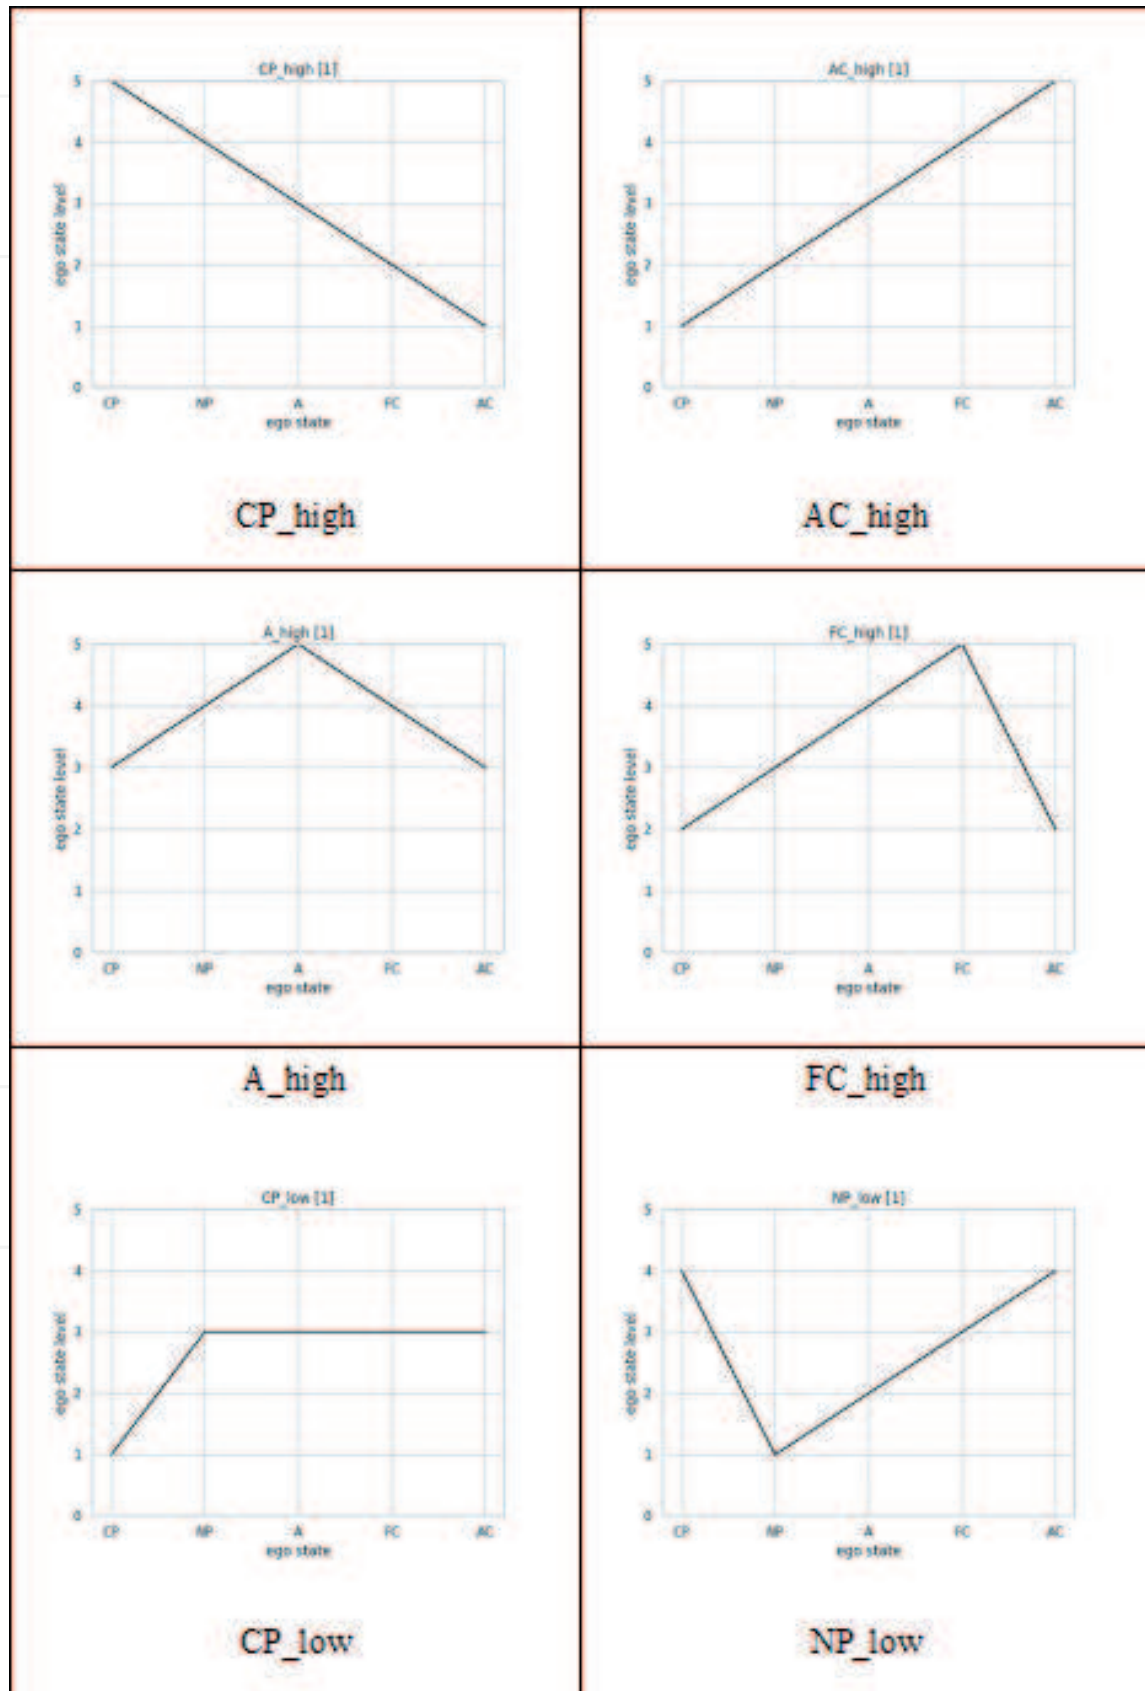 CP_high [1]
5
4
3
2
1
0
ego state level
CP NP A FC AC
ego state
CP_high
AC_high [1]
5
4
3
2
1
0
ego state level
CP NP A FC AC
ego state
AC_high
A_high [1]
5
4
3
2
1
0
ego state level
CP NP A FC AC
ego state
A_high
FC_high [1]
5
4
3
2
1
0
ego state level
CP NP A FC AC
ego state
FC_high
CP_low [1]
5
4
3
2
1
0
ego state level
CP NP A FC AC
ego state
CP_low
NP_low [1]
5
4
3
2
1
0
ego state level
CP NP A FC AC
ego state
NP_low